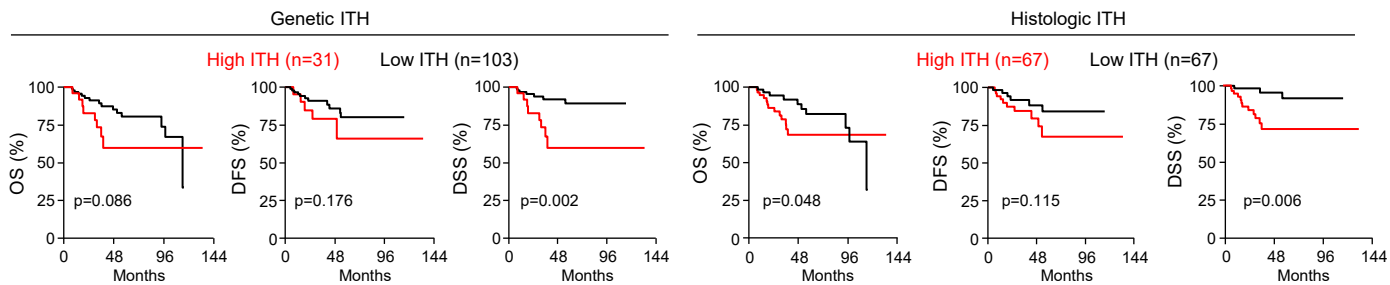 Genetic ITH
High ITH (n=31) Low ITH (n=103)
100
75
50
25
0
OS (%)
p=0.086
0 48 96 144
Months
100
75
50
25
0
DFS (%)
p=0.176
0 48 96 144
Months
100
75
50
25
0
DSS (%)
p=0.002
0 48 96 144
Months
Histologic ITH
High ITH (n=67) Low ITH (n=67)
100
75
50
25
0
OS (%)
p=0.048
0 48 96 144
Months
100
75
50
25
0
DFS (%)
p=0.115
0 48 96 144
Months
100
75
50
25
0
DSS (%)
p=0.006
0 48 96 144
Months